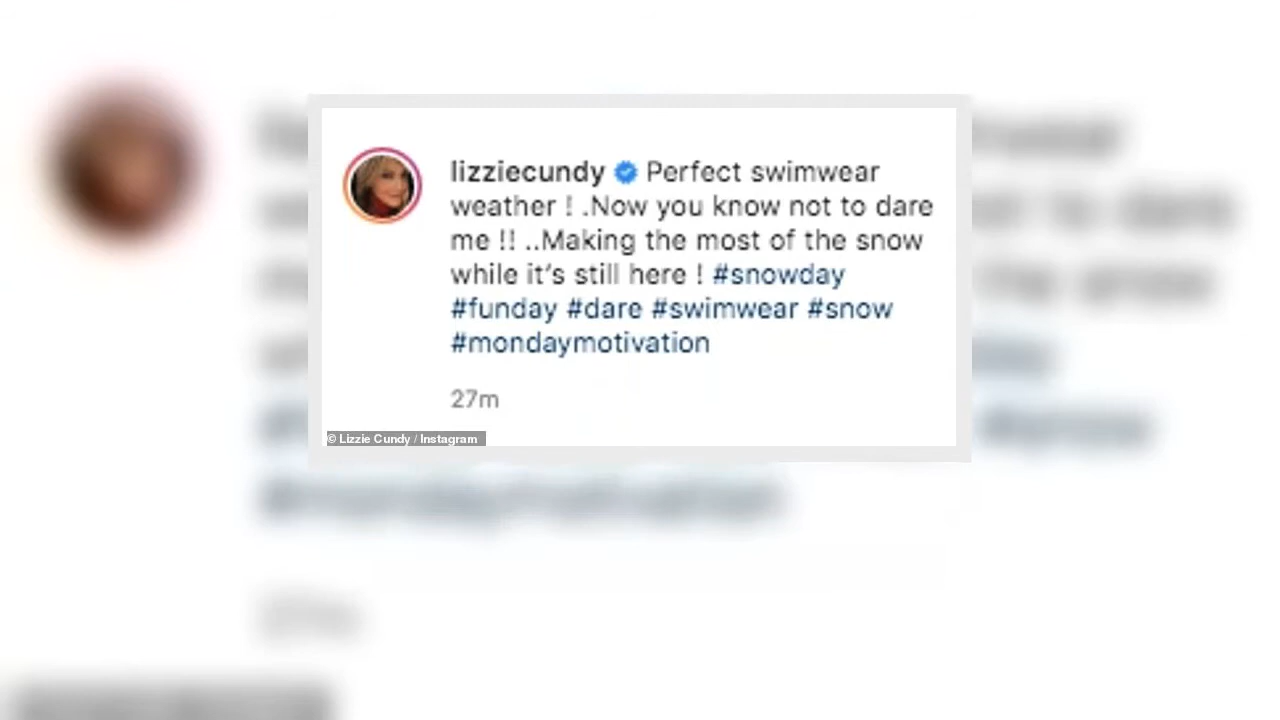 lizziecundy Perfect swimwear
weather ! .Now you know not to dare
me !! ..Making the most of the snow
while it's still here ! #snowday
#funday #dare #swimwear #snow
#mondaymotivation
27m
© Lizzie Cundy / Instagram